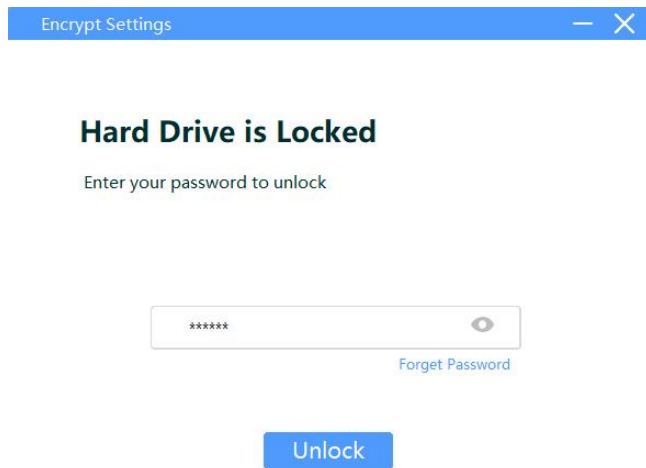 Encrypt Settings
Hard Drive is Locked
Enter your password to unlock
******
Forget Password
Unlock